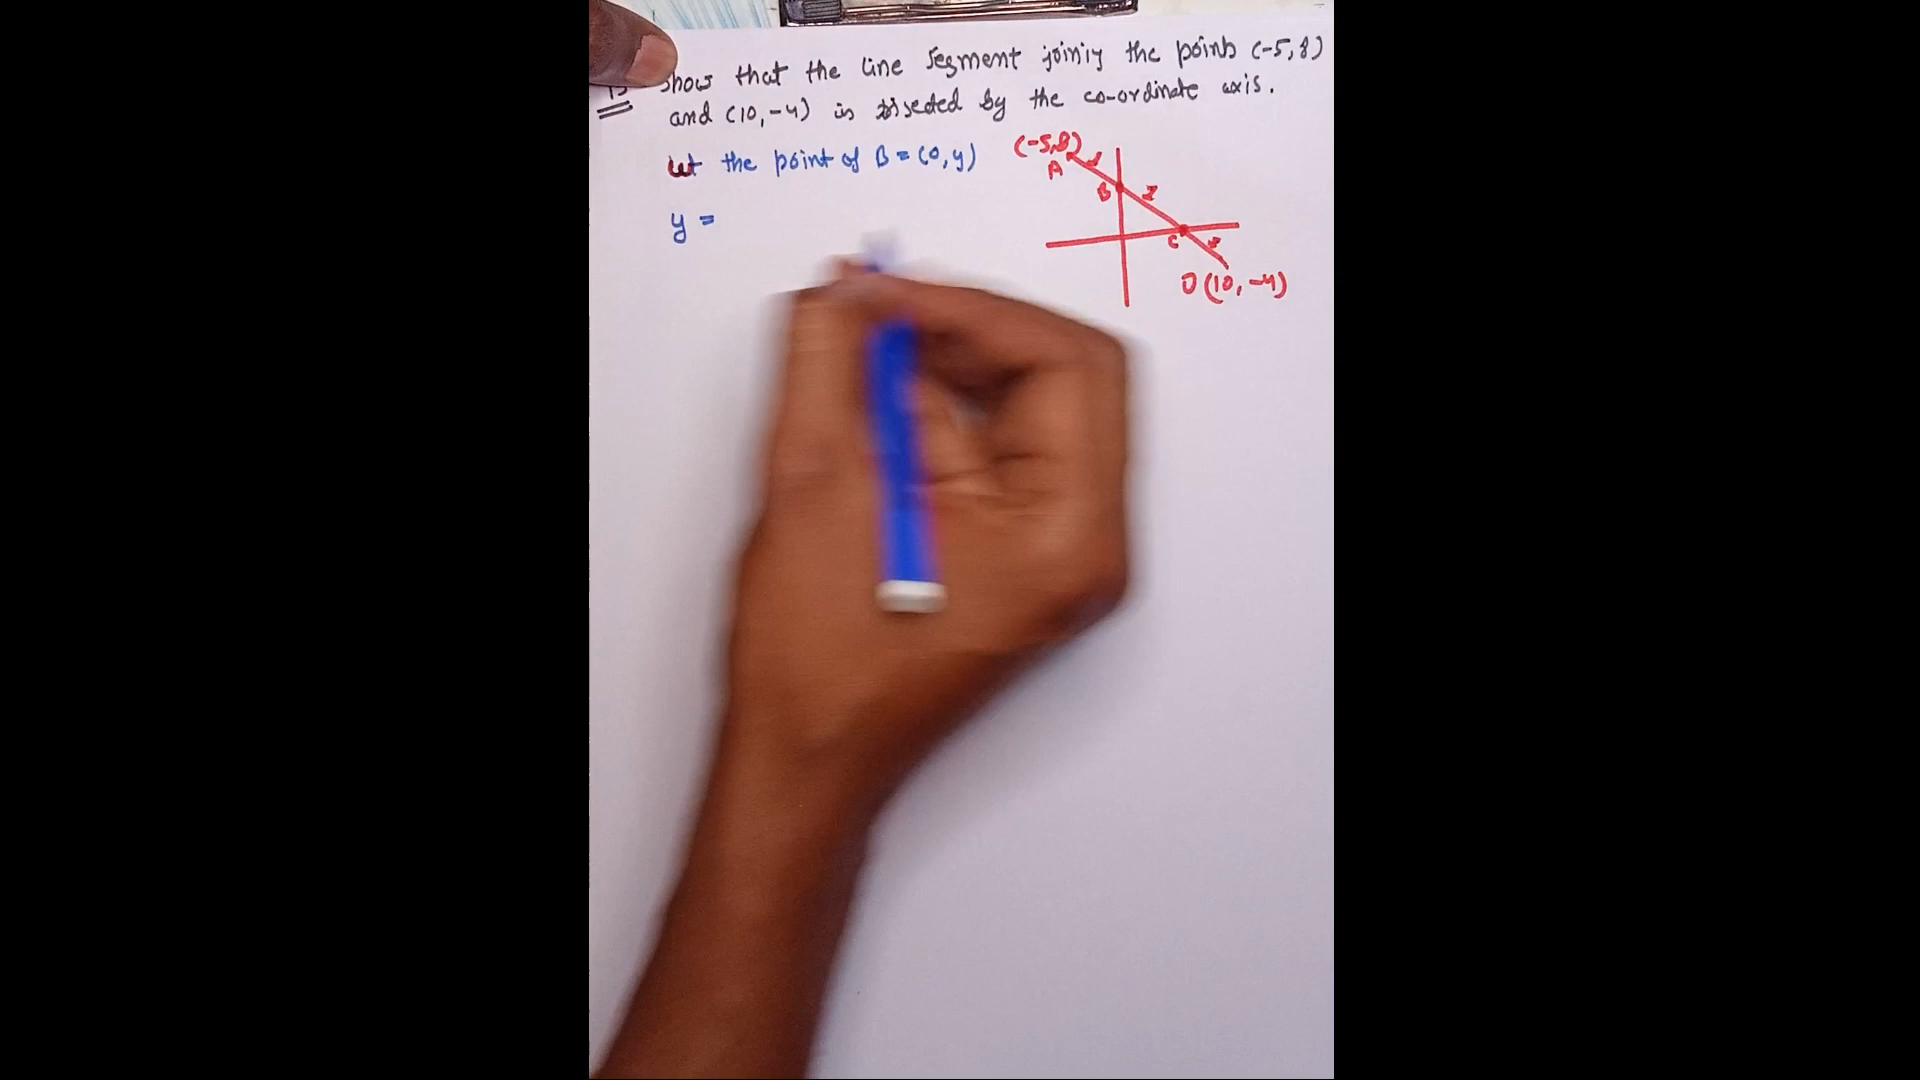 Show that the line segment joining the points (-5,8)
and (10,-4) is trisected by the co-ordinate axis.
Let the point of B = (0,y)
y =
(-5,8)
A
B
C
D (10,-4)